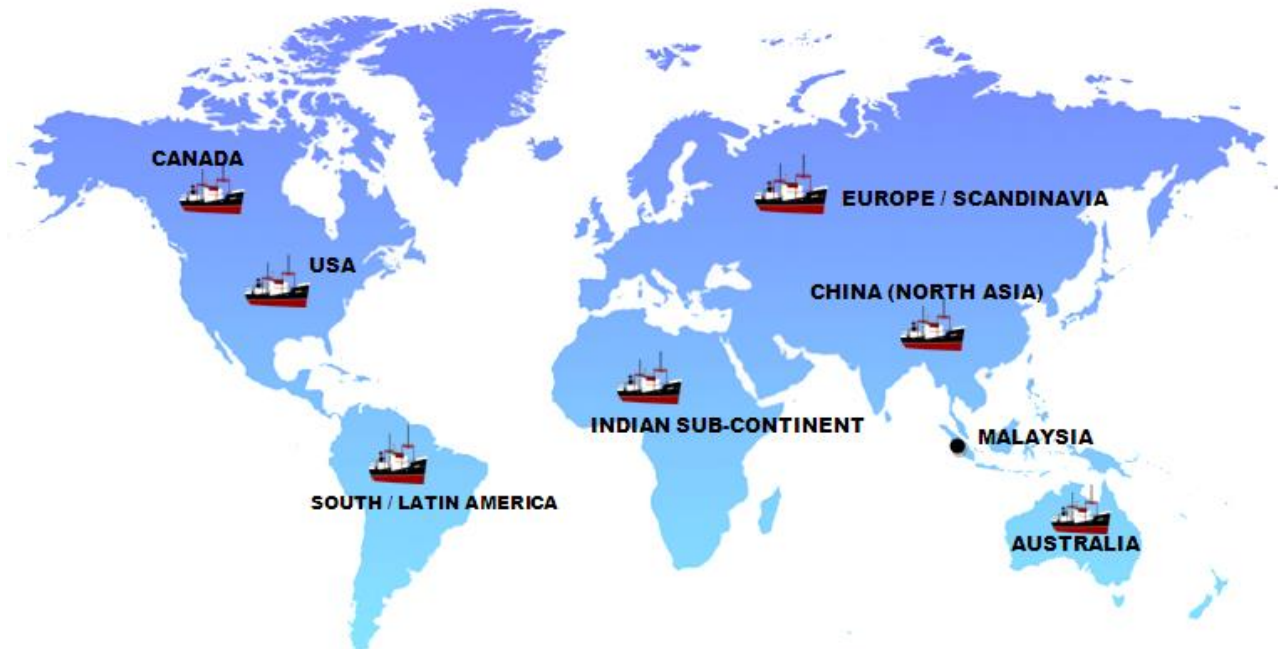 CANADA
EUROPE / SCANDINAVIA
USA
CHINA (NORTH ASIA)
INDIAN SUB-CONTINENT
MALAYSIA
SOUTH / LATIN AMERICA
AUSTRALIA